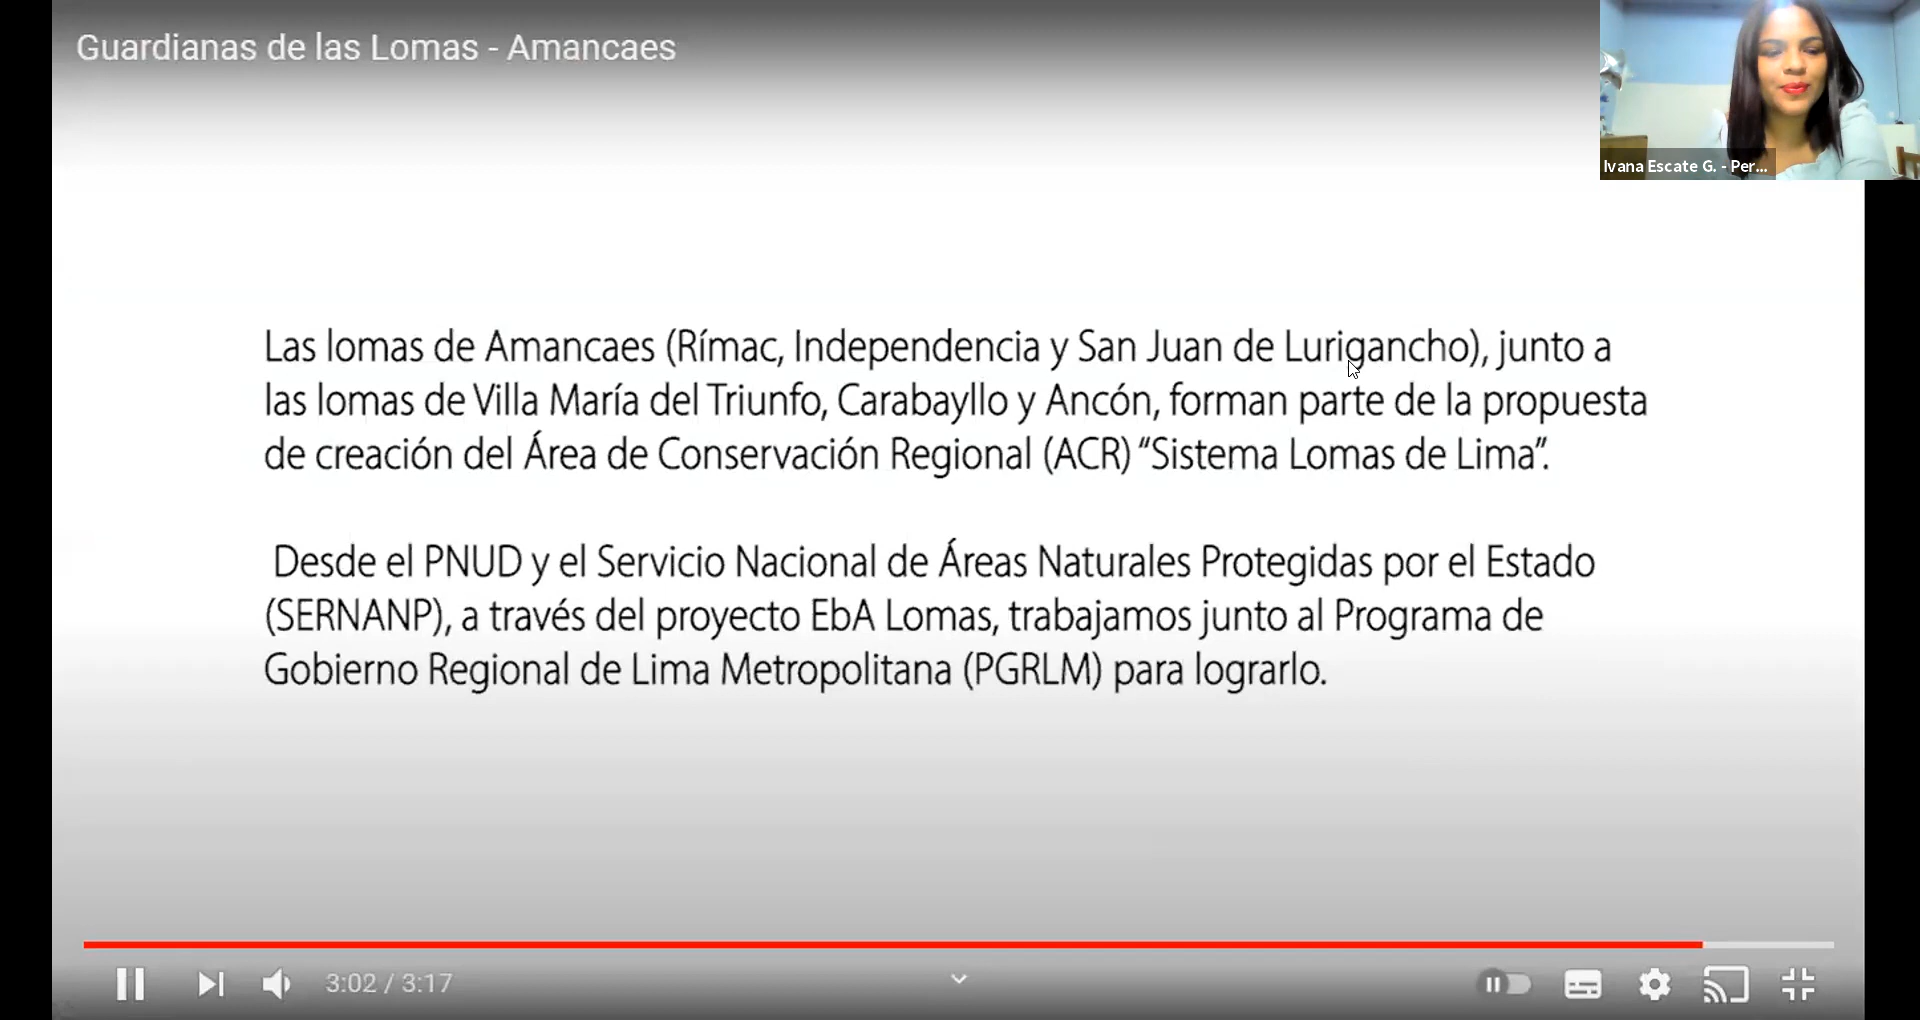 Guardianas de las Lomas - Amancaes
Ivana Escate G. - Per...
Las lomas de Amancaes (Rímac, Independencia y San Juan de Lurigancho), junto a
las lomas de Villa María del Triunfo, Carabayllo y Ancón, forman parte de la propuesta
de creación del Área de Conservación Regional (ACR) “Sistema Lomas de Lima”.
Desde el PNUD y el Servicio Nacional de Áreas Naturales Protegidas por el Estado
(SERNANP), a través del proyecto EbA Lomas, trabajamos junto al Programa de
Gobierno Regional de Lima Metropolitana (PGRLM) para lograrlo.
3:02 / 3:17